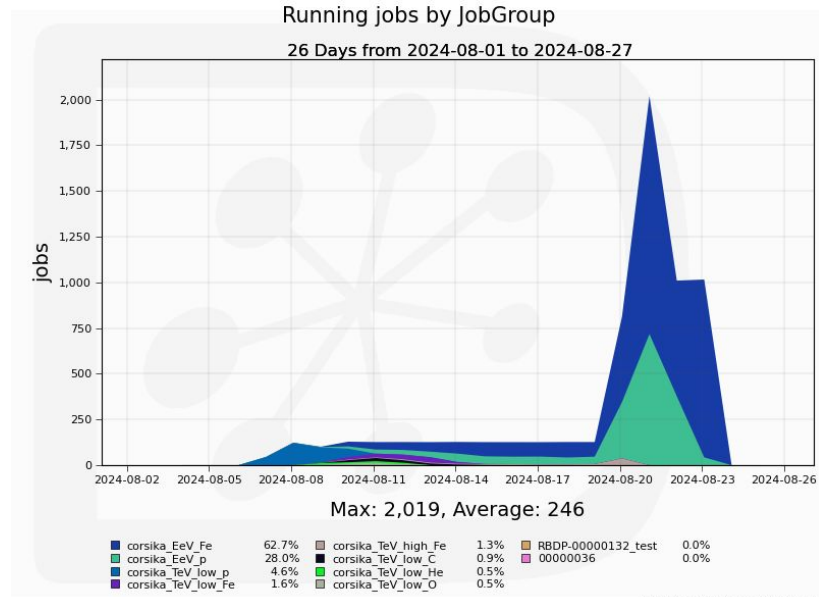 Running jobs by JobGroup
26 Days from 2024-08-01 to 2024-08-27
jobs
2,000
1,750
1,500
1,250
1,000
750
500
250
0
2024-08-02 2024-08-05 2024-08-08 2024-08-11 2024-08-14 2024-08-17 2024-08-20 2024-08-23 2024-08-26
Max: 2,019, Average: 246
corsika_EeV_Fe 62.7% corsika_TeV_high_Fe 1.3% RBDP-00000132_test 0.0%
corsika_EeV_p 28.0% corsika_TeV_low_C 0.9% 00000036 0.0%
corsika_TeV_low_p 4.6% corsika_TeV_low_He 0.5%
corsika_TeV_low_Fe 1.6% corsika_TeV_low_O 0.5%